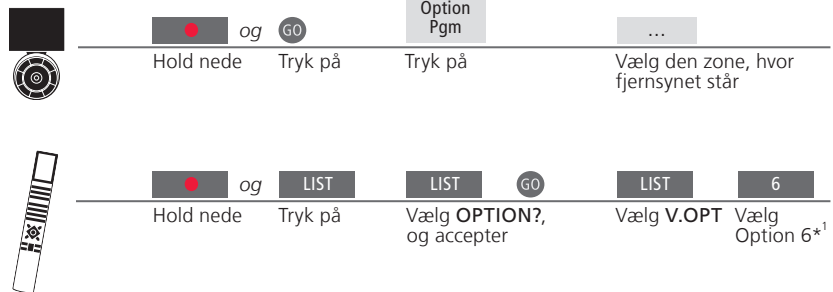 Option
Pgm
og GO ...
Hold nede Tryk på Tryk på Vælg den zone, hvor
fjernsynet står
og LIST LIST GO LIST 6
Hold nede Tryk på Vælg OPTION?, Vælg V.OPT Vælg
og accepter Option 6*1